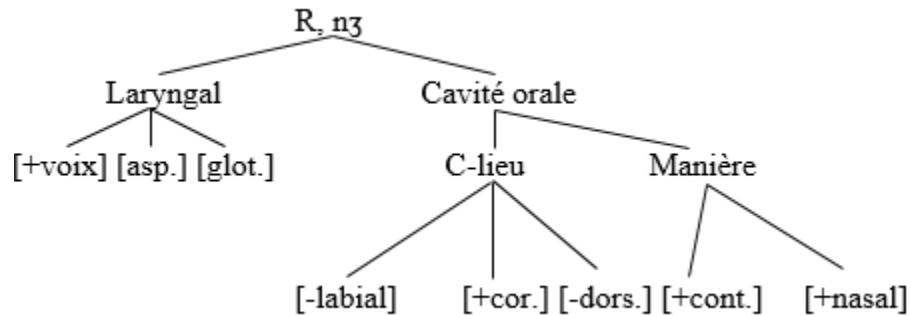 R, nʒ
Laryngal Cavité orale
[+voix] [asp.] [glot.] C-lieu Manière
[-labial] [+cor.] [-dors.] [+cont.] [+nasal]